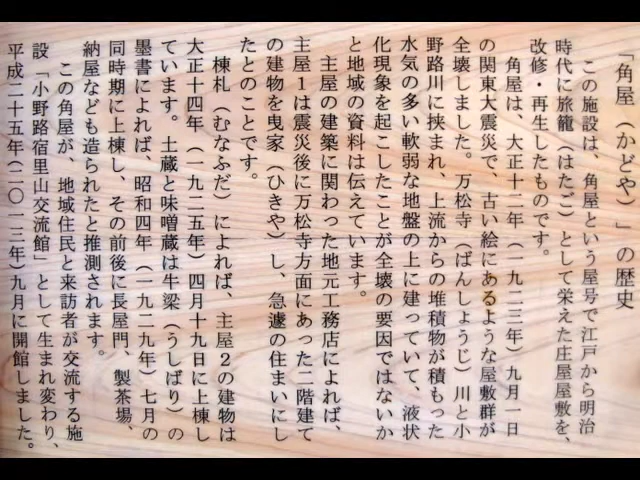 「角屋（かどや）」の歴史
この施設は、角屋という屋号で江戸から明治
時代に旅籠（はたご）として栄えた庄屋屋敷を、
改修・再生したものです。
角屋は、大正十二年（一九二三年）九月一日
の関東大震災で、古い絵にあるような屋敷群が
全壊しました。万松寺（ばんしょうじ）川と小
野路川に挟まれ、上流からの堆積物が積もった
水気の多い軟弱な地盤の上に建っていて、液状
化現象を起こしたことが全壊の要因ではないか
と地域の資料は伝えています。
主屋の建築に関わった地元工務店によれば、
主屋1は震災後に万松寺方面にあった二階建て
の建物を曳家（ひきや）し、急遽の住まいにし
たとのことです。
棟札（むなふだ）によれば、主屋2の建物は
大正十四年（一九二五年）四月十九日に上棟し
ています。土蔵と味噌蔵は牛梁（うしばり）の
墨書によれば、昭和四年（一九二九年）七月の
同時期に上棟し、その前後に長屋門、製茶場、
納屋なども造られたと推測されます。
この角屋が、地域住民と来訪者が交流する施
設「小野路宿里山交流館」として生まれ変わり、
平成二十五年（二〇一三年）九月に開館しました。